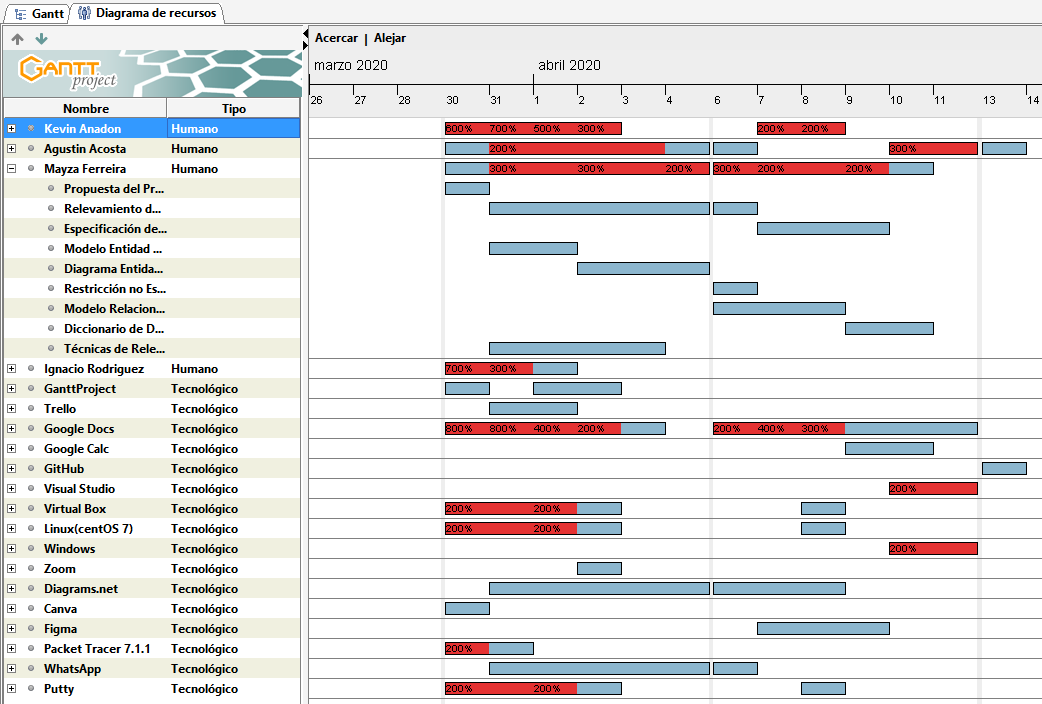 Gantt Diagrama de recursos
Acercar | Alejar
GANTT project
marzo 2020 abril 2020
Nombre Tipo
26 27 28 30 31 1 2 3 4 6 7 8 9 10 11 13 14
Kevin Anadon Humano 600% 700% 500% 300% 200% 200%
Agustin Acosta Humano 200% 300%
Mayza Ferreira Humano 300% 300% 200% 300% 200% 200%
Propuesta del Pr...
Relevamiento d...
Especificación de...
Modelo Entidad ...
Diagrama Entida...
Restricción no Es...
Modelo Relacion...
Diccionario de D...
Técnicas de Rele...
Ignacio Rodriguez Humano 700% 300%
GanttProject Tecnológico
Trello Tecnológico
Google Docs Tecnológico 800% 800% 400% 200% 200% 400% 300%
Google Calc Tecnológico
GitHub Tecnológico
Visual Studio Tecnológico 200%
Virtual Box Tecnológico 200% 200%
Linux(centOS 7) Tecnológico 200% 200%
Windows Tecnológico 200%
Zoom Tecnológico
Diagrams.net Tecnológico
Canva Tecnológico
Figma Tecnológico
Packet Tracer 7.1.1 Tecnológico 200%
WhatsApp Tecnológico
Putty Tecnológico 200% 200%